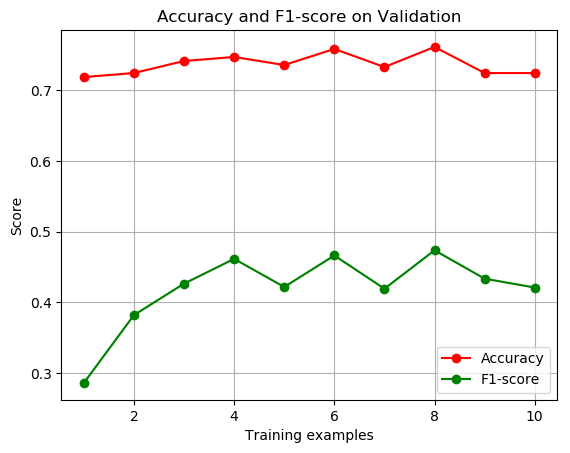 Accuracy and F1-score on Validation
Score
0.7
0.6
0.5
0.4
0.3
Accuracy
F1-score
2 4 6 8 10
Training examples